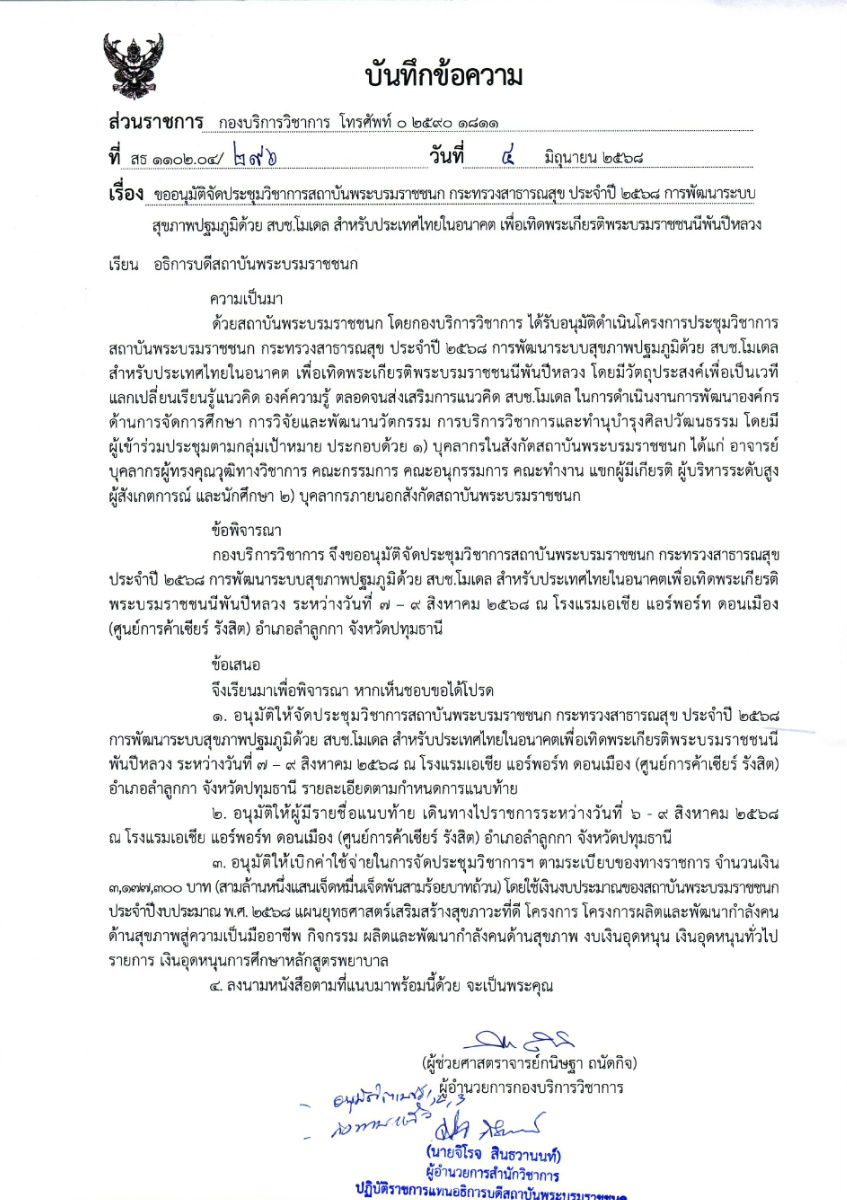 บันทึกข้อความ
ส่วนราชการ กองบริการวิชาการ โทรศัพท์ ๐ ๒๕๙๐ ๑๘๑๑
ที่ สธ ๑๑๐๒.๐๔/ ๒๙๖ วันที่ ๔ มิถุนายน ๒๕๖๘
เรื่อง ขออนุมัติจัดประชุมวิชาการสถาบันพระบรมราชชนก กระทรวงสาธารณสุข ประจำปี ๒๕๖๘ การพัฒนาระบบ
สุขภาพปฐมภูมิด้วย สบช.โมเดล สำหรับประเทศไทยในอนาคต เพื่อเทิดพระเกียรติพระบรมราชชนนีพันปีหลวง
เรียน อธิการบดีสถาบันพระบรมราชชนก
ความเป็นมา
ด้วยสถาบันพระบรมราชชนก โดยกองบริการวิชาการ ได้รับอนุมัติดำเนินโครงการประชุมวิชาการ
สถาบันพระบรมราชชนก กระทรวงสาธารณสุข ประจำปี ๒๕๖๘ การพัฒนาระบบสุขภาพปฐมภูมิด้วย สบช.โมเดล
สำหรับประเทศไทยในอนาคต เพื่อเทิดพระเกียรติพระบรมราชชนนีพันปีหลวง โดยมีวัตถุประสงค์เพื่อเป็นเวที
แลกเปลี่ยนเรียนรู้แนวคิด องค์ความรู้ ตลอดจนส่งเสริมการแนวคิด สบช.โมเดล ในการดำเนินงานการพัฒนาองค์กร
ด้านการจัดการศึกษา การวิจัยและพัฒนานวัตกรรม การบริการวิชาการและทำนุบำรุงศิลปวัฒนธรรม โดยมี
ผู้เข้าร่วมประชุมตามกลุ่มเป้าหมาย ประกอบด้วย ๑) บุคลากรในสังกัดสถาบันพระบรมราชชนก ได้แก่ อาจารย์
บุคลากรผู้ทรงคุณวุฒิทางวิชาการ คณะกรรมการ คณะอนุกรรมการ คณะทำงาน แขกผู้มีเกียรติ ผู้บริหารระดับสูง
ผู้สังเกตการณ์ และนักศึกษา ๒) บุคลากรภายนอกสังกัดสถาบันพระบรมราชชนก
ข้อพิจารณา
กองบริการวิชาการ จึงขออนุมัติจัดประชุมวิชาการสถาบันพระบรมราชชนก กระทรวงสาธารณสุข
ประจำปี ๒๕๖๘ การพัฒนาระบบสุขภาพปฐมภูมิด้วย สบช.โมเดล สำหรับประเทศไทยในอนาคตเพื่อเทิดพระเกียรติ
พระบรมราชชนนีพันปีหลวง ระหว่างวันที่ ๗ – ๙ สิงหาคม ๒๕๖๘ ณ โรงแรมเอเชีย แอร์พอร์ท ดอนเมือง
(ศูนย์การค้าเซียร์ รังสิต) อำเภอลำลูกกา จังหวัดปทุมธานี
ข้อเสนอ
จึงเรียนมาเพื่อพิจารณา หากเห็นชอบขอได้โปรด
๑. อนุมัติให้จัดประชุมวิชาการสถาบันพระบรมราชชนก กระทรวงสาธารณสุข ประจำปี ๒๕๖๘
การพัฒนาระบบสุขภาพปฐมภูมิด้วย สบช.โมเดล สำหรับประเทศไทยในอนาคตเพื่อเทิดพระเกียรติพระบรมราชชนนี
พันปีหลวง ระหว่างวันที่ ๗ – ๙ สิงหาคม ๒๕๖๘ ณ โรงแรมเอเชีย แอร์พอร์ท ดอนเมือง (ศูนย์การค้าเซียร์ รังสิต)
อำเภอลำลูกกา จังหวัดปทุมธานี รายละเอียดตามกำหนดการแนบท้าย
๒. อนุมัติให้ผู้มีรายชื่อแนบท้าย เดินทางไปราชการระหว่างวันที่ ๖ - ๙ สิงหาคม ๒๕๖๘
ณ โรงแรมเอเชีย แอร์พอร์ท ดอนเมือง (ศูนย์การค้าเซียร์ รังสิต) อำเภอลำลูกกา จังหวัดปทุมธานี
๓. อนุมัติให้เบิกค่าใช้จ่ายในการจัดประชุมวิชาการฯ ตามระเบียบของทางราชการ จำนวนเงิน
๓,๑๗๗,๓๐๐ บาท (สามล้านหนึ่งแสนเจ็ดหมื่นเจ็ดพันสามร้อยบาทถ้วน) โดยใช้เงินงบประมาณของสถาบันพระบรมราชชนก
ประจำปีงบประมาณ พ.ศ. ๒๕๖๘ แผนยุทธศาสตร์เสริมสร้างสุขภาวะที่ดี โครงการ โครงการผลิตและพัฒนากำลังคน
ด้านสุขภาพสู่ความเป็นมืออาชีพ กิจกรรม ผลิตและพัฒนากำลังคนด้านสุขภาพ งบเงินอุดหนุน เงินอุดหนุนทั่วไป
รายการ เงินอุดหนุนการศึกษาหลักสูตรพยาบาล
๔. ลงนามหนังสือตามที่แนบมาพร้อมนี้ด้วย จะเป็นพระคุณ
(ผู้ช่วยศาสตราจารย์กนิษฐา ถนัดกิจ)
ผู้อำนวยการกองบริการวิชาการ
- อนุมัติตามข้อ 1, 2, 3
- ลงนามแล้ว
(นายจิโรจ สินธวานนท์)
ผู้อำนวยการสำนักวิชาการ
ปฏิบัติราชการแทนอธิการบดีสถาบันพระบรมราชชนก